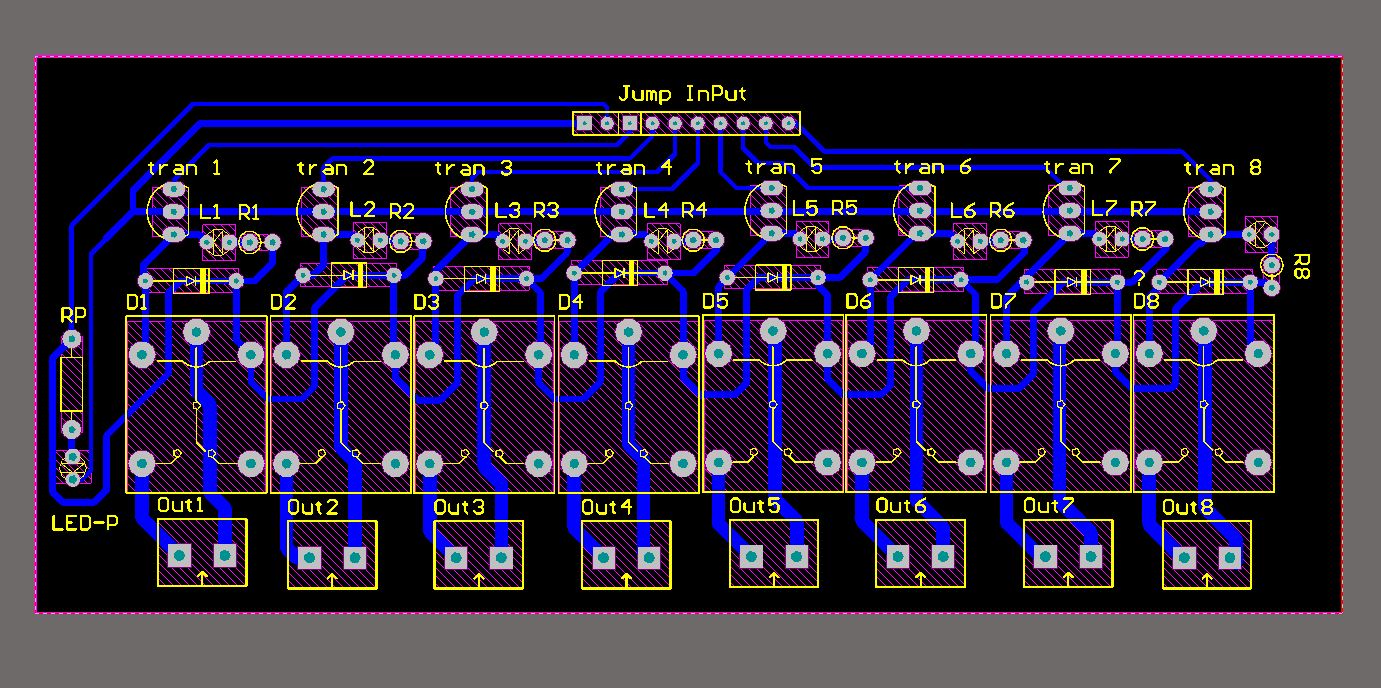 Jump InPut
tran 1 tran 2 tran 3 tran 4 tran 5 tran 6 tran 7 tran 8
L1 R1 L2 R2 L3 R3 L4 R4 L5 R5 L6 R6 L7 R7
R8
?
D1 D2 D3 D4 D5 D6 D7 D8
RP
Out1 Out2 Out3 Out4 Out5 Out6 Out7 Out8
LED-P